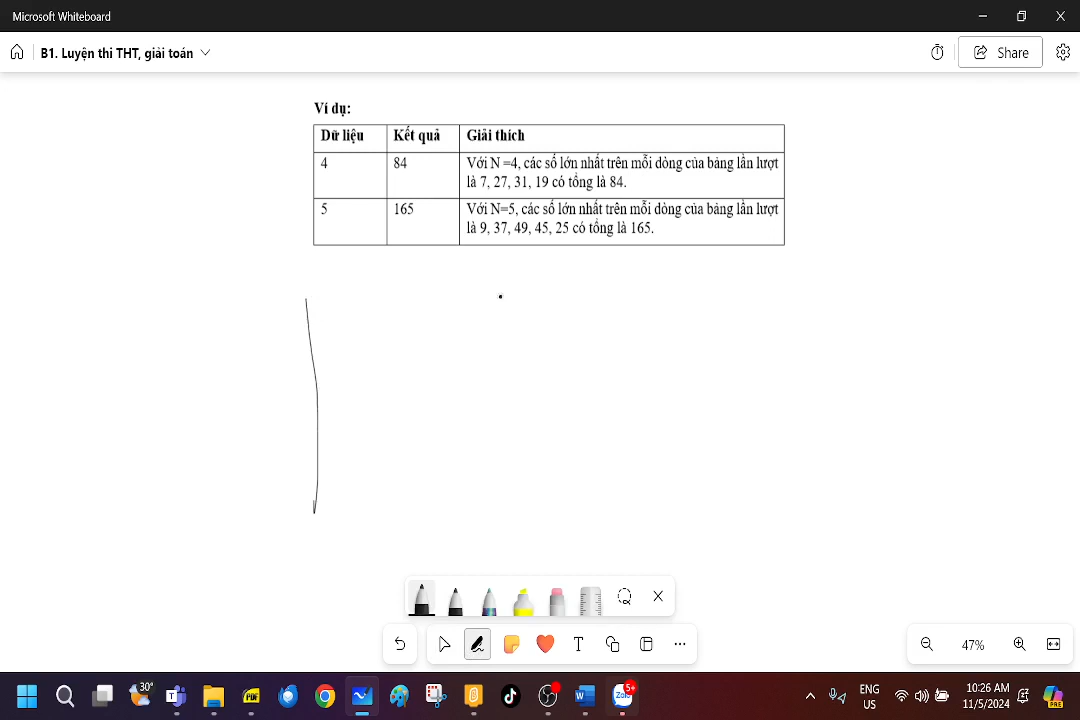 Microsoft Whiteboard
B1. Luyện thi THT, giải toán
Share
Ví dụ:
Dữ liệu Kết quả Giải thích
4 84 Với N =4, các số lớn nhất trên mỗi dòng của bảng lần lượt
là 7, 27, 31, 19 có tổng là 84.
5 165 Với N=5, các số lớn nhất trên mỗi dòng của bảng lần lượt
là 9, 37, 49, 45, 25 có tổng là 165.
47%
30°
PDF
Zalo
5+
ENG
US
10:26 AM
11/5/2024
PRE